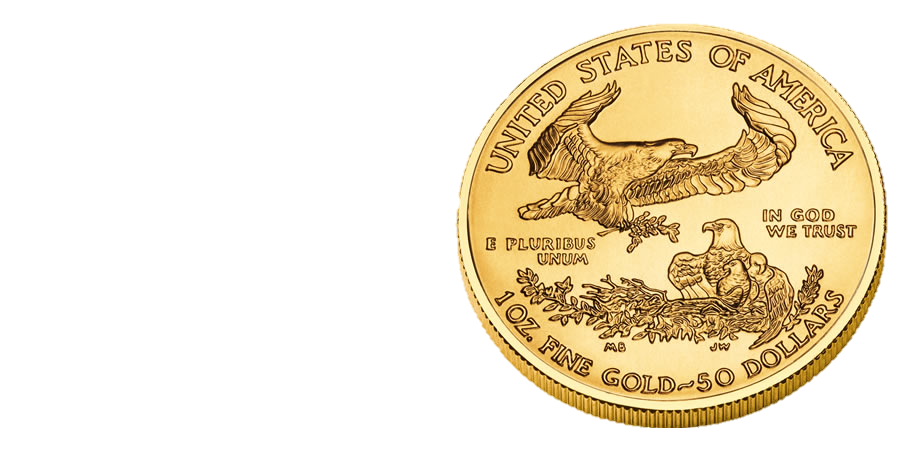 UNITED STATES OF AMERICA
IN GOD
WE TRUST
E PLURIBUS
UNUM
MB JW
1 OZ. FINE GOLD~50 DOLLARS